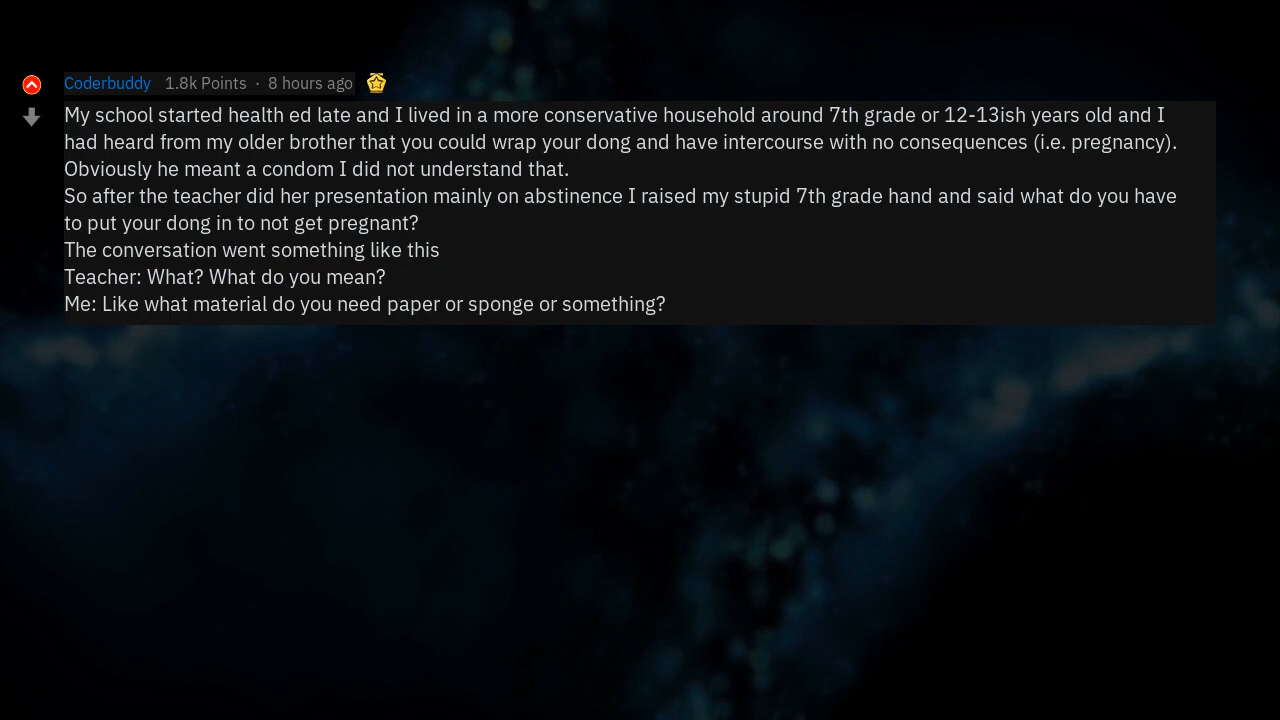 Coderbuddy 1.8k Points · 8 hours ago
My school started health ed late and I lived in a more conservative household around 7th grade or 12-13ish years old and I
had heard from my older brother that you could wrap your dong and have intercourse with no consequences (i.e. pregnancy).
Obviously he meant a condom I did not understand that.
So after the teacher did her presentation mainly on abstinence I raised my stupid 7th grade hand and said what do you have
to put your dong in to not get pregnant?
The conversation went something like this
Teacher: What? What do you mean?
Me: Like what material do you need paper or sponge or something?